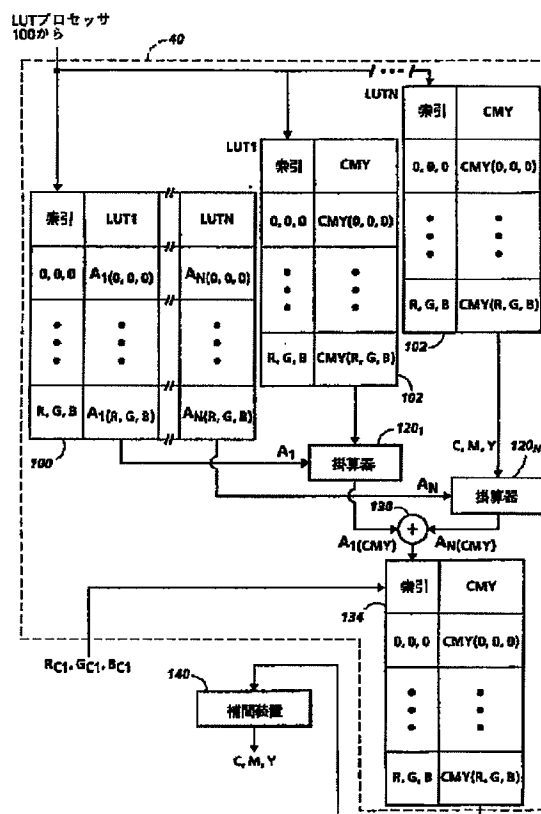 LUTプロセッサ
100から
40
LUTN
索引 CMY
0, 0, 0 CMY(0, 0, 0)
R, G, B CMY(R, G, B)
102
LUT1
索引 CMY
0, 0, 0 CMY(0, 0, 0)
R, G, B CMY(R, G, B)
102
索引 LUT1 LUTN
0, 0, 0 A1(0, 0, 0) AN(0, 0, 0)
R, G, B A1(R, G, B) AN(R, G, B)
100
A1
掛算器
1201
C, M, Y
AN
掛算器
120N
130
+
A1(CMY) AN(CMY)
134
索引 CMY
0, 0, 0 CMY(0, 0, 0)
R, G, B CMY(R, G, B)
RC1, GC1, BC1
140
補間装置
C, M, Y